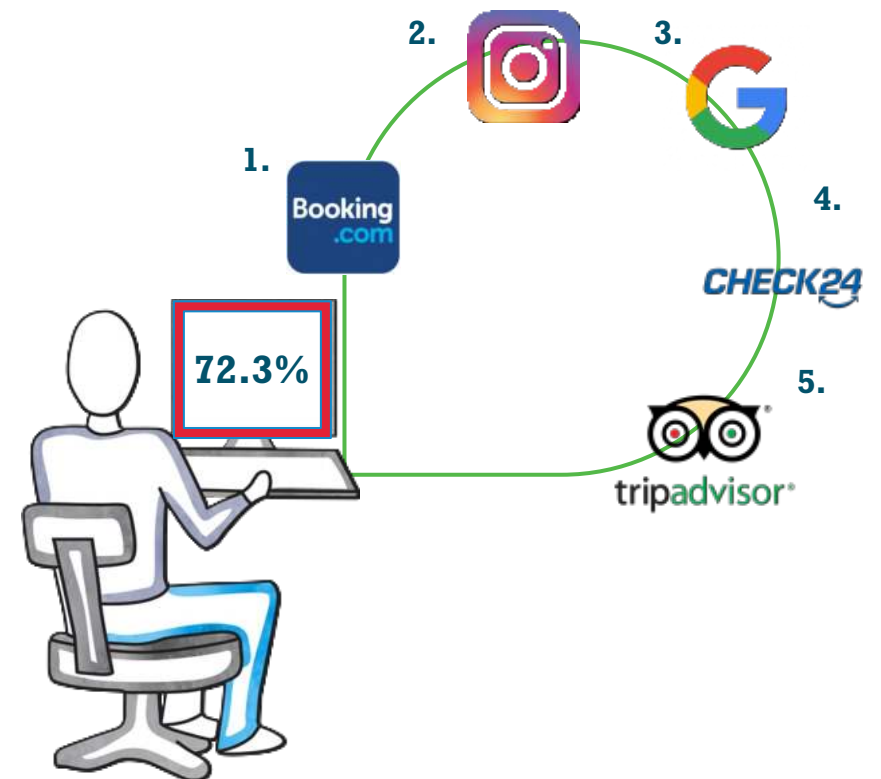 2.
3.
1.
Booking
.com
4.
CHECK24
72.3%
5.
tripadvisor®